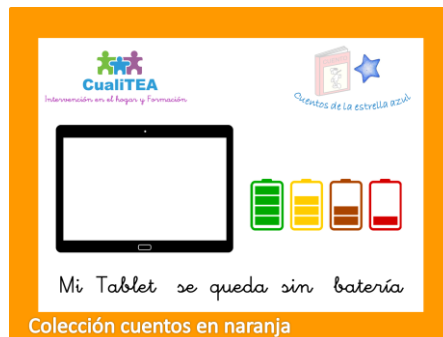 CualiTEA
Intervención en el hogar y Formación
Cuentos de la estrella azul
Mi Tablet se queda sin batería
Colección cuentos en naranja